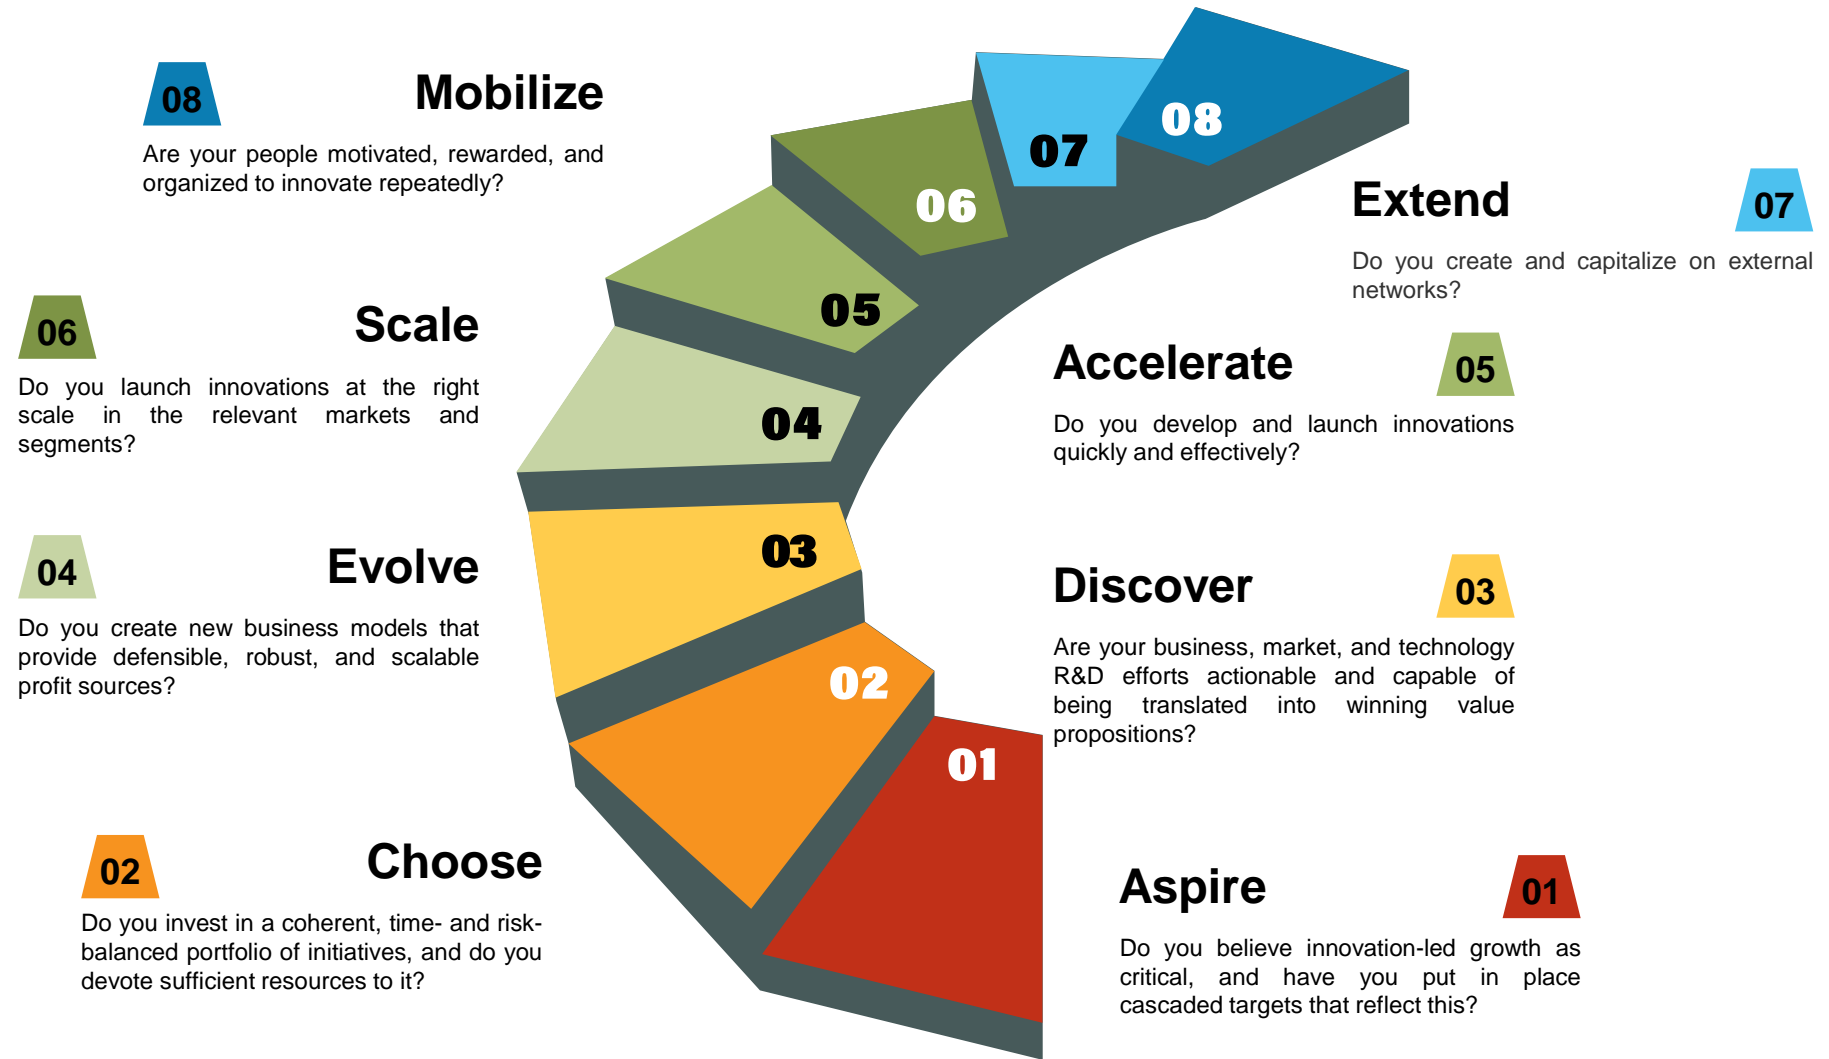 08
Mobilize
Are your people motivated, rewarded, and
organized to innovate repeatedly?
06
Scale
Do you launch innovations at the right
scale in the relevant markets and
segments?
04
Evolve
Do you create new business models that
provide defensible, robust, and scalable
profit sources?
02
Choose
Do you invest in a coherent, time- and risk-
balanced portfolio of initiatives, and do you
devote sufficient resources to it?
08
07
06
05
04
03
02
01
Extend
07
Do you create and capitalize on external
networks?
Accelerate
05
Do you develop and launch innovations
quickly and effectively?
Discover
03
Are your business, market, and technology
R&D efforts actionable and capable of
being translated into winning value
propositions?
Aspire
01
Do you believe innovation-led growth as
critical, and have you put in place
cascaded targets that reflect this?